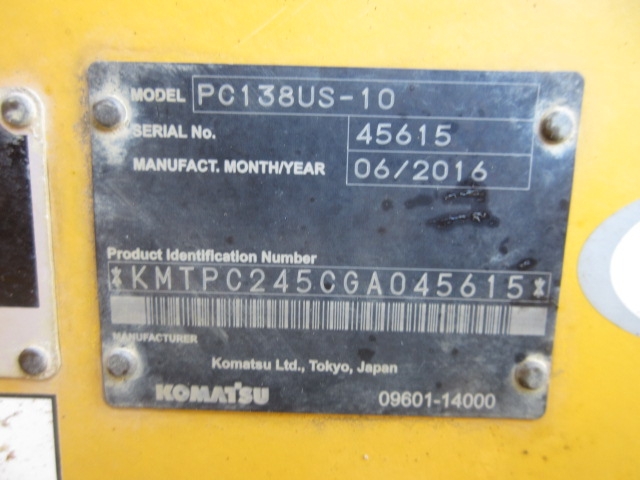 MODEL PC138US-10
SERIAL No. 45615
MANUFACT. MONTH/YEAR 06/2016
Product Identification Number
*KMTPC245CGA045615*
MANUFACTURER
Komatsu Ltd., Tokyo, Japan
KOMATSU 09601-14000